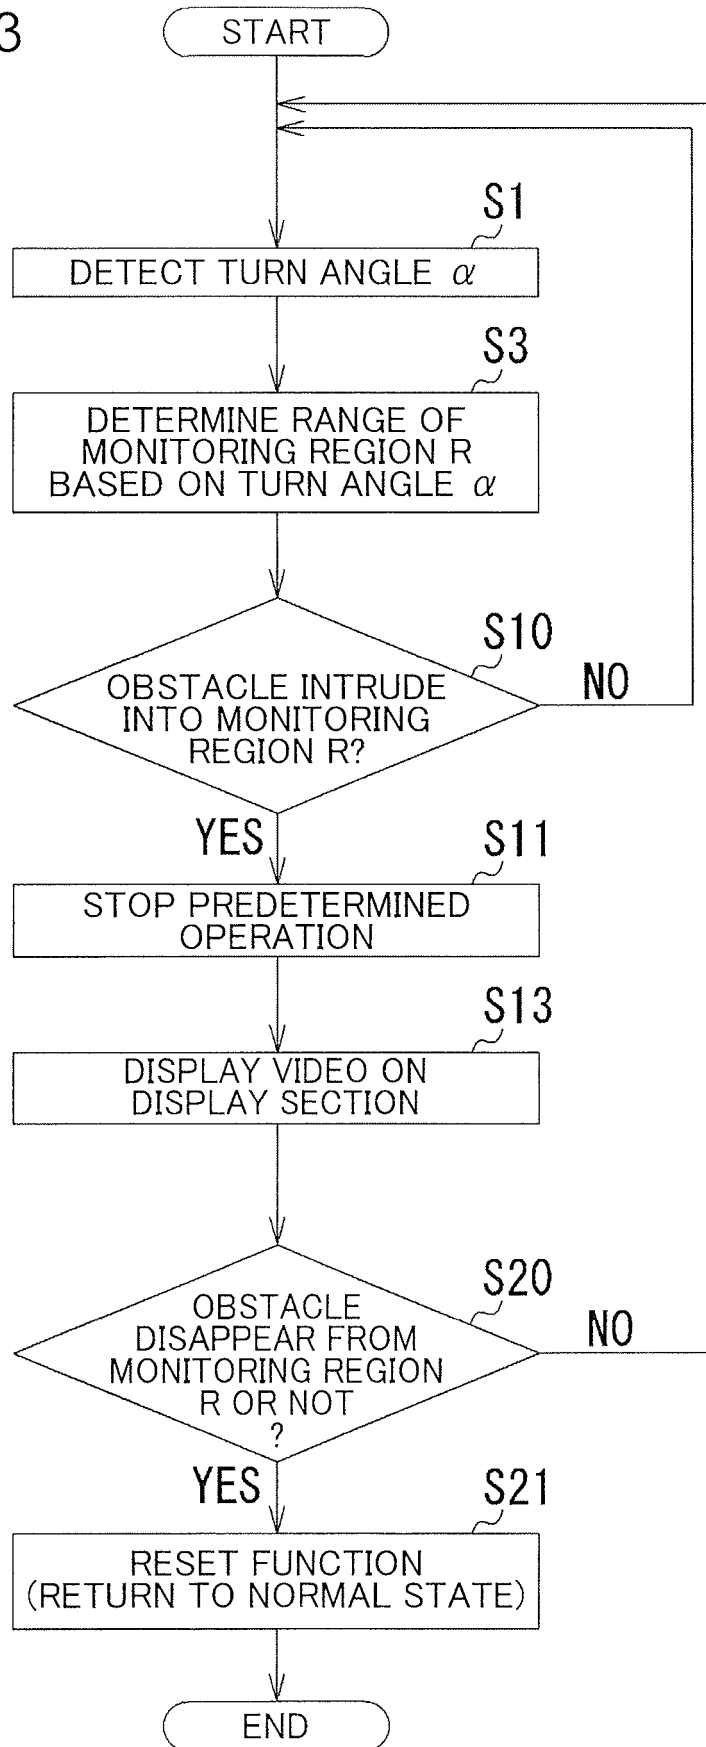 3
START
S1
DETECT TURN ANGLE α
S3
DETERMINE RANGE OF
MONITORING REGION R
BASED ON TURN ANGLE α
S10
OBSTACLE INTRUDE
INTO MONITORING
REGION R?
NO
YES
S11
STOP PREDETERMINED
OPERATION
S13
DISPLAY VIDEO ON
DISPLAY SECTION
S20
OBSTACLE
DISAPPEAR FROM
MONITORING REGION
R OR NOT
?
NO
YES
S21
RESET FUNCTION
(RETURN TO NORMAL STATE)
END